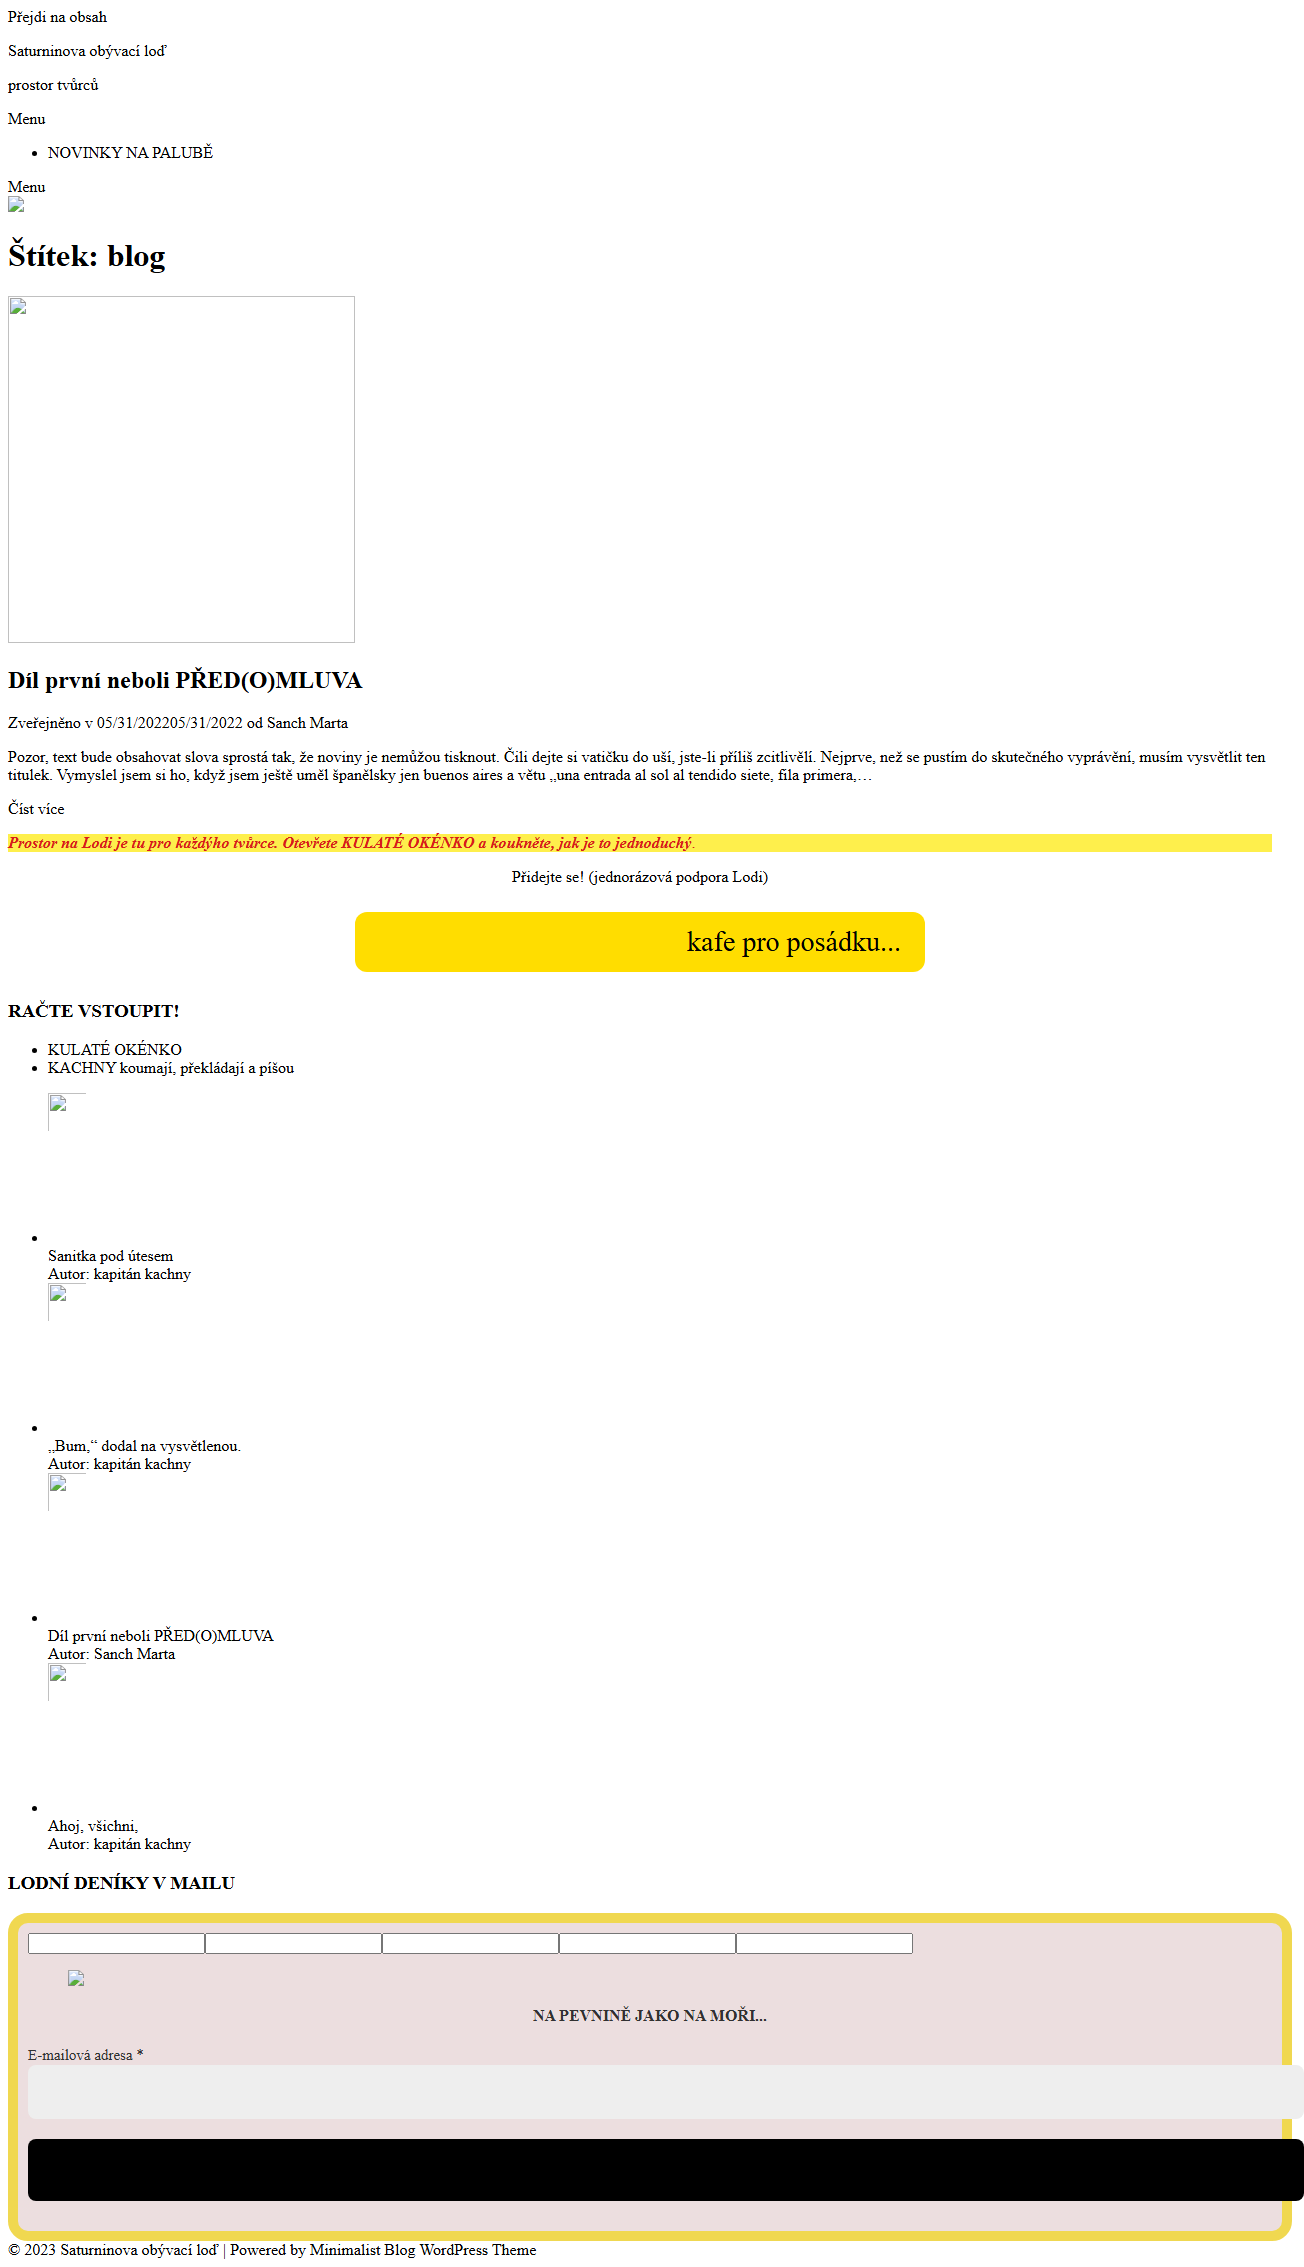 Přejdi na obsah
Saturninova obývací loď
prostor tvůrců
Menu
NOVINKY NA PALUBĚ
Menu
Štítek: blog
Díl první neboli PŘED(O)MLUVA
Zveřejněno v 05/31/202205/31/2022 od Sanch Marta
Pozor, text bude obsahovat slova sprostá tak, že noviny je nemůžou tisknout. Čili dejte si vatičku do uší, jste-li příliš zcitlivělí. Nejprve, než se pustím do skutečného vyprávění, musím vysvětlit ten
titulek. Vymyslel jsem si ho, když jsem ještě uměl španělsky jen buenos aires a větu „una entrada al sol al tendido siete, fila primera,…
Číst více
Prostor na Lodi je tu pro každýho tvůrce. Otevřete KULATÉ OKÉNKO a koukněte, jak je to jednoduchý.
Přidejte se! (jednorázová podpora Lodi)
kafe pro posádku...
RAČTE VSTOUPIT!
KULATÉ OKÉNKO
KACHNY koumají, překládají a píšou
Sanitka pod útesem
Autor: kapitán kachny
„Bum,“ dodal na vysvětlenou.
Autor: kapitán kachny
Díl první neboli PŘED(O)MLUVA
Autor: Sanch Marta
Ahoj, všichni,
Autor: kapitán kachny
LODNÍ DENÍKY V MAILU
NA PEVNINĚ JAKO NA MOŘI...
E-mailová adresa *
© 2023 Saturninova obývací loď | Powered by Minimalist Blog WordPress Theme